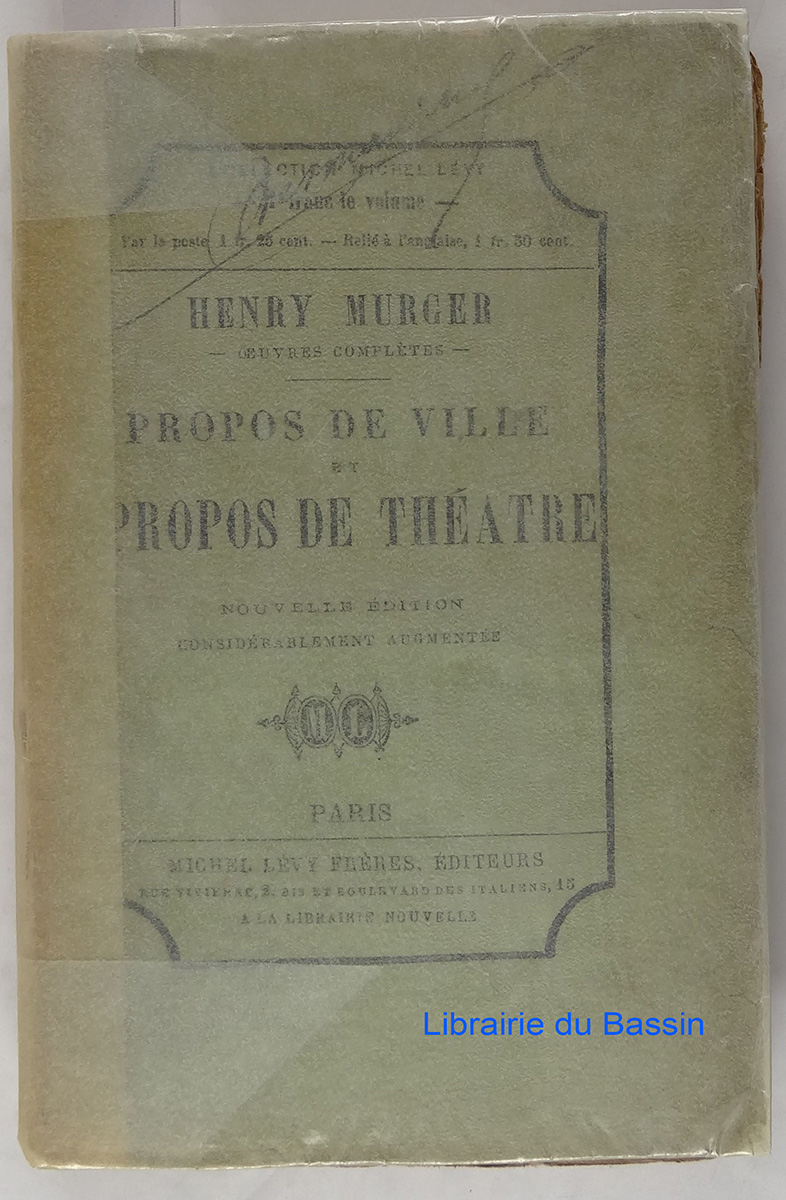 COLLECTION MICHEL LÉVY
franc le volume —
Par la poste, 1 fr. 25 cent. — Relié à l'anglaise, 1 fr. 50 cent.
HENRY MURGER
— ŒUVRES COMPLÈTES —
PROPOS DE VILLE
ET
PROPOS DE THÉATRE
NOUVELLE ÉDITION
CONSIDÉRABLEMENT AUGMENTÉE
ML
PARIS
MICHEL LÉVY FRÈRES, ÉDITEURS
RUE VIVIENNE, 2 BIS ET BOULEVARD DES ITALIENS, 15
A LA LIBRAIRIE NOUVELLE
Librairie du Bassin